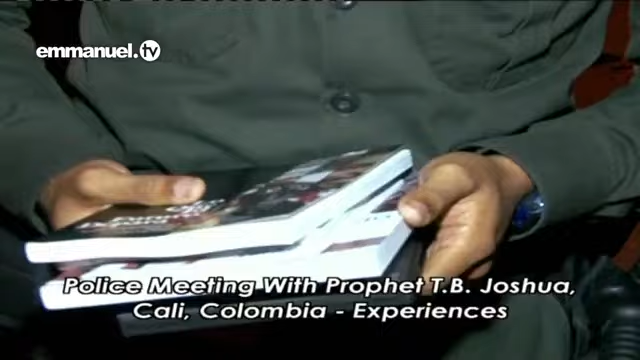 emmanuel.tv
Police Meeting With Prophet T.B. Joshua,
Cali, Colombia - Experiences